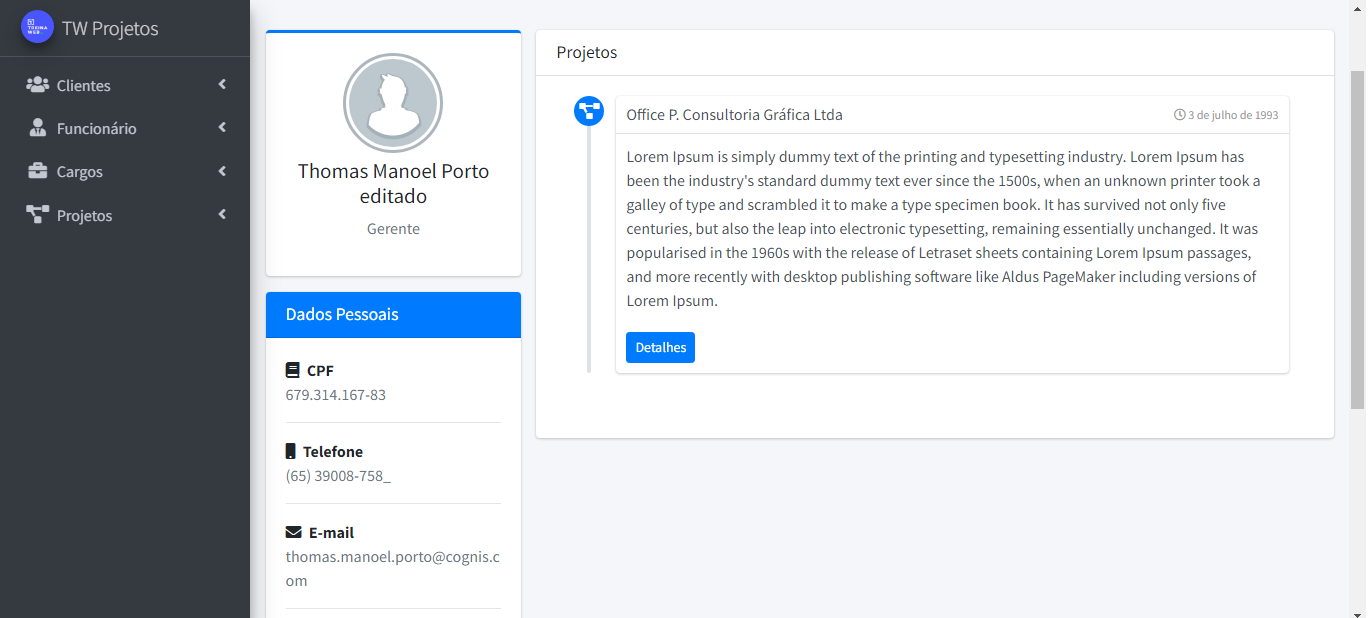 TREINA
WEB
TW Projetos
Clientes
Funcionário
Cargos
Projetos
Thomas Manoel Porto
editado
Gerente
Dados Pessoais
CPF
679.314.167-83
Telefone
(65) 39008-758_
E-mail
thomas.manoel.porto@cognis.c
om
Projetos
Office P. Consultoria Gráfica Ltda
3 de julho de 1993
Lorem Ipsum is simply dummy text of the printing and typesetting industry. Lorem Ipsum has
been the industry's standard dummy text ever since the 1500s, when an unknown printer took a
galley of type and scrambled it to make a type specimen book. It has survived not only five
centuries, but also the leap into electronic typesetting, remaining essentially unchanged. It was
popularised in the 1960s with the release of Letraset sheets containing Lorem Ipsum passages,
and more recently with desktop publishing software like Aldus PageMaker including versions of
Lorem Ipsum.
Detalhes